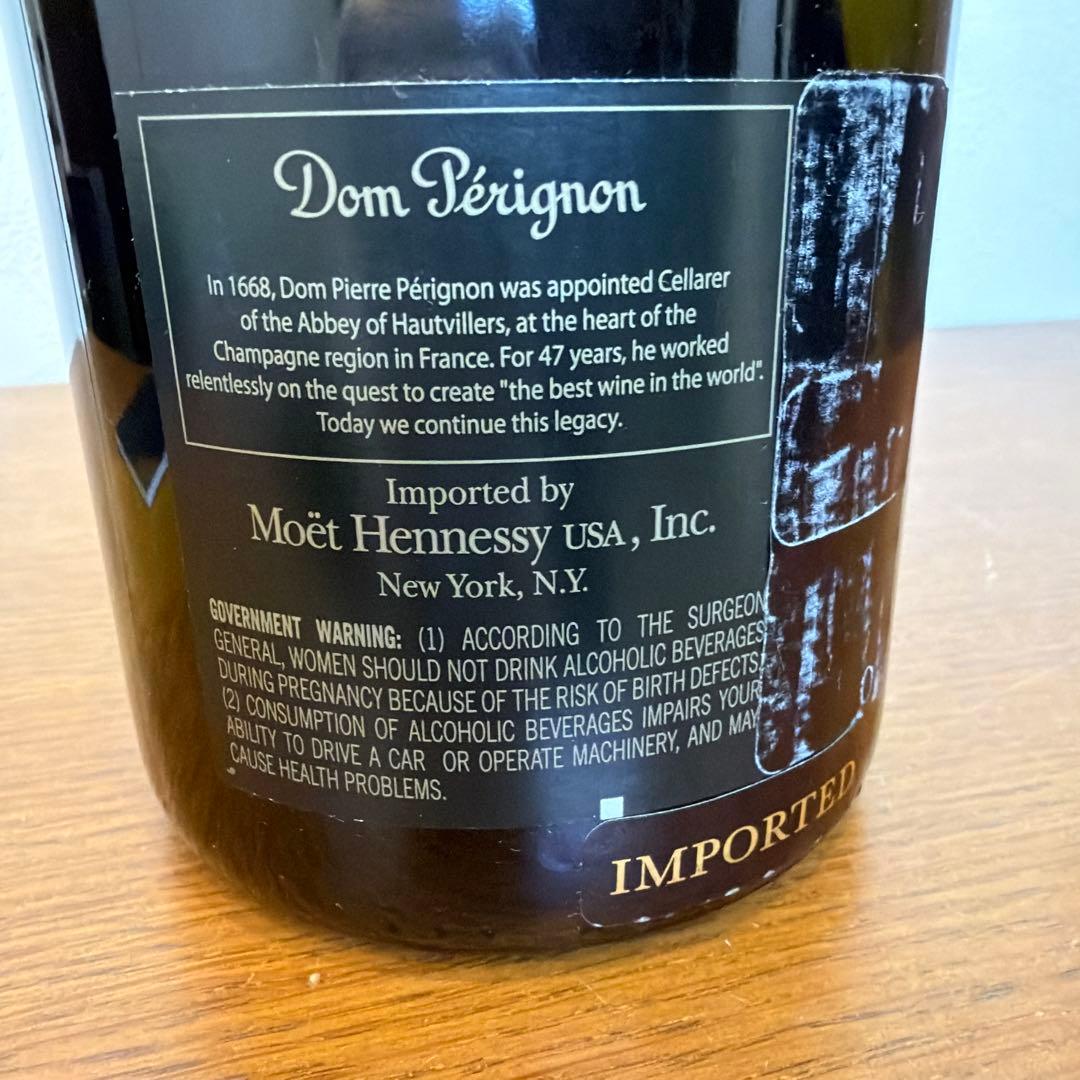 Dom Pérignon
In 1668, Dom Pierre Pérignon was appointed Cellarer
of the Abbey of Hautvillers, at the heart of the
Champagne region in France. For 47 years, he worked
relentlessly on the quest to create "the best wine in the world".
Today we continue this legacy.
Imported by
Moët Hennessy USA, Inc.
New York, N.Y.
GOVERNMENT WARNING: (1) ACCORDING TO THE SURGEON
GENERAL, WOMEN SHOULD NOT DRINK ALCOHOLIC BEVERAGES
DURING PREGNANCY BECAUSE OF THE RISK OF BIRTH DEFECTS.
(2) CONSUMPTION OF ALCOHOLIC BEVERAGES IMPAIRS YOUR
ABILITY TO DRIVE A CAR OR OPERATE MACHINERY, AND MAY
CAUSE HEALTH PROBLEMS.
IMPORTED